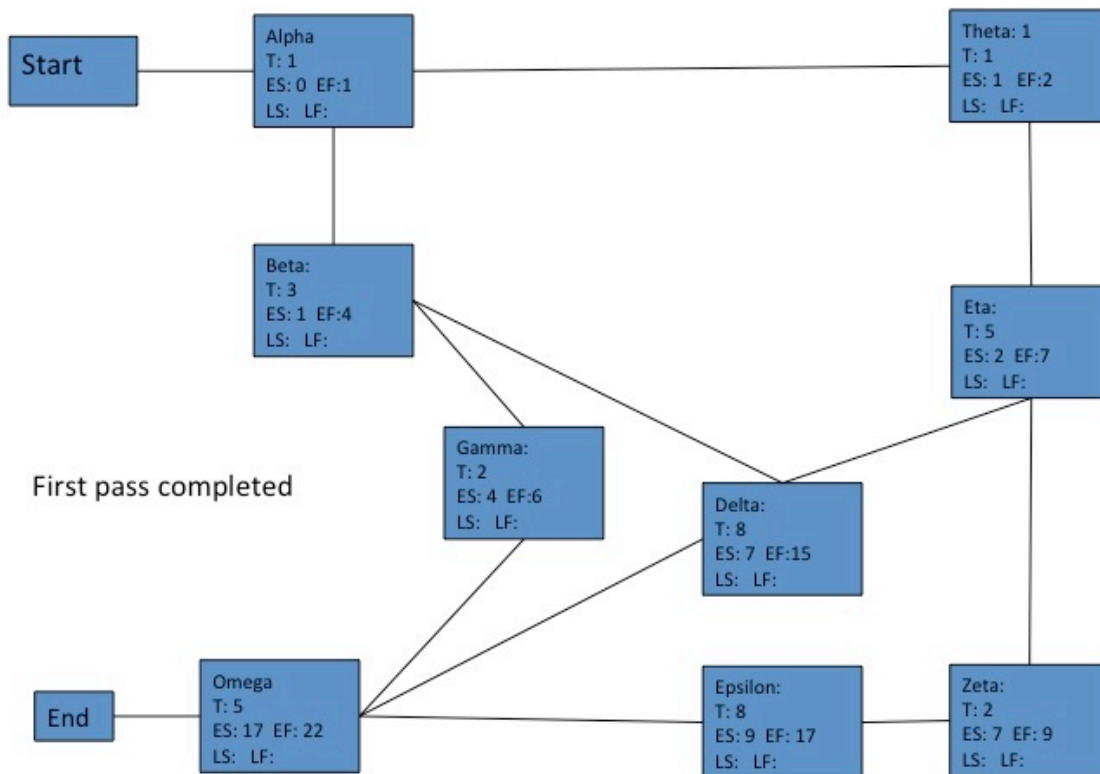 Start
Alpha
T: 1
ES: 0 EF:1
LS: LF:
Theta: 1
T: 1
ES: 1 EF:2
LS: LF:
Beta:
T: 3
ES: 1 EF:4
LS: LF:
Eta:
T: 5
ES: 2 EF:7
LS: LF:
Gamma:
T: 2
ES: 4 EF:6
LS: LF:
First pass completed
Delta:
T: 8
ES: 7 EF:15
LS: LF:
End
Omega
T: 5
ES: 17 EF: 22
LS: LF:
Epsilon:
T: 8
ES: 9 EF: 17
LS: LF:
Zeta:
T: 2
ES: 7 EF: 9
LS: LF: